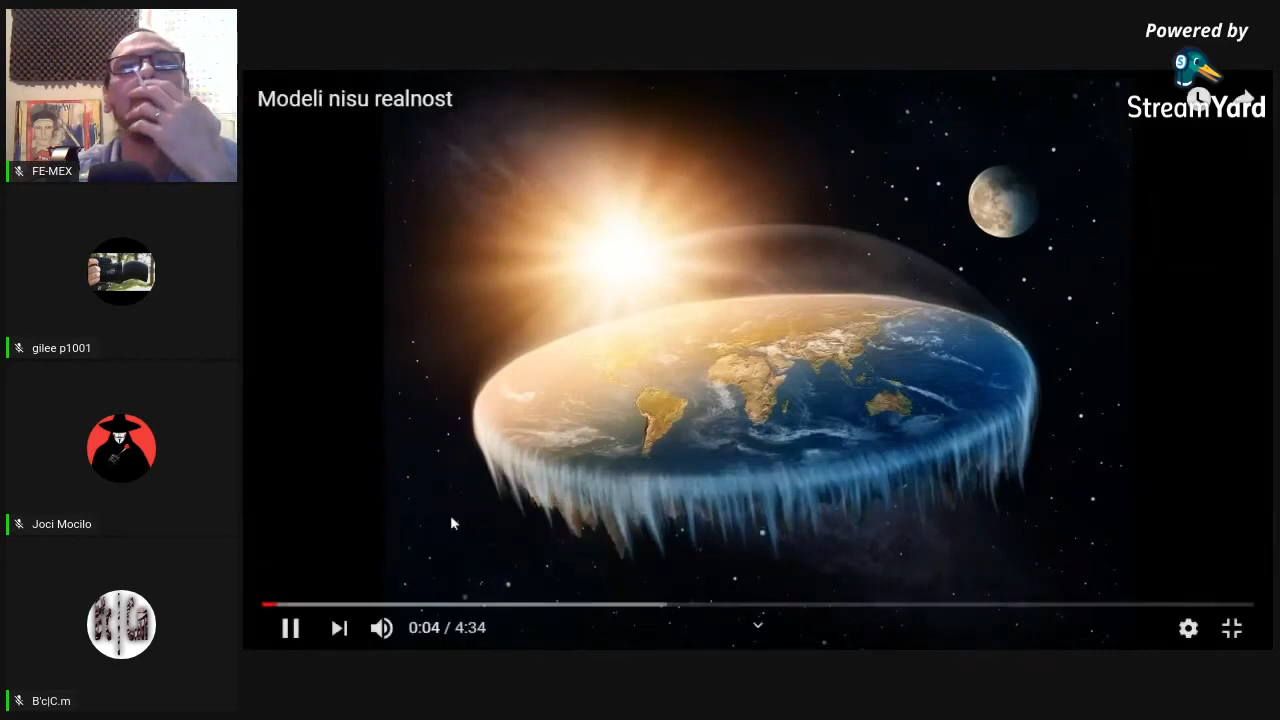 Powered by
StreamYard
Modeli nisu realnost
FE-MEX
gilee p1001
Joci Mocilo
B'c|C.m
0:04 / 4:34